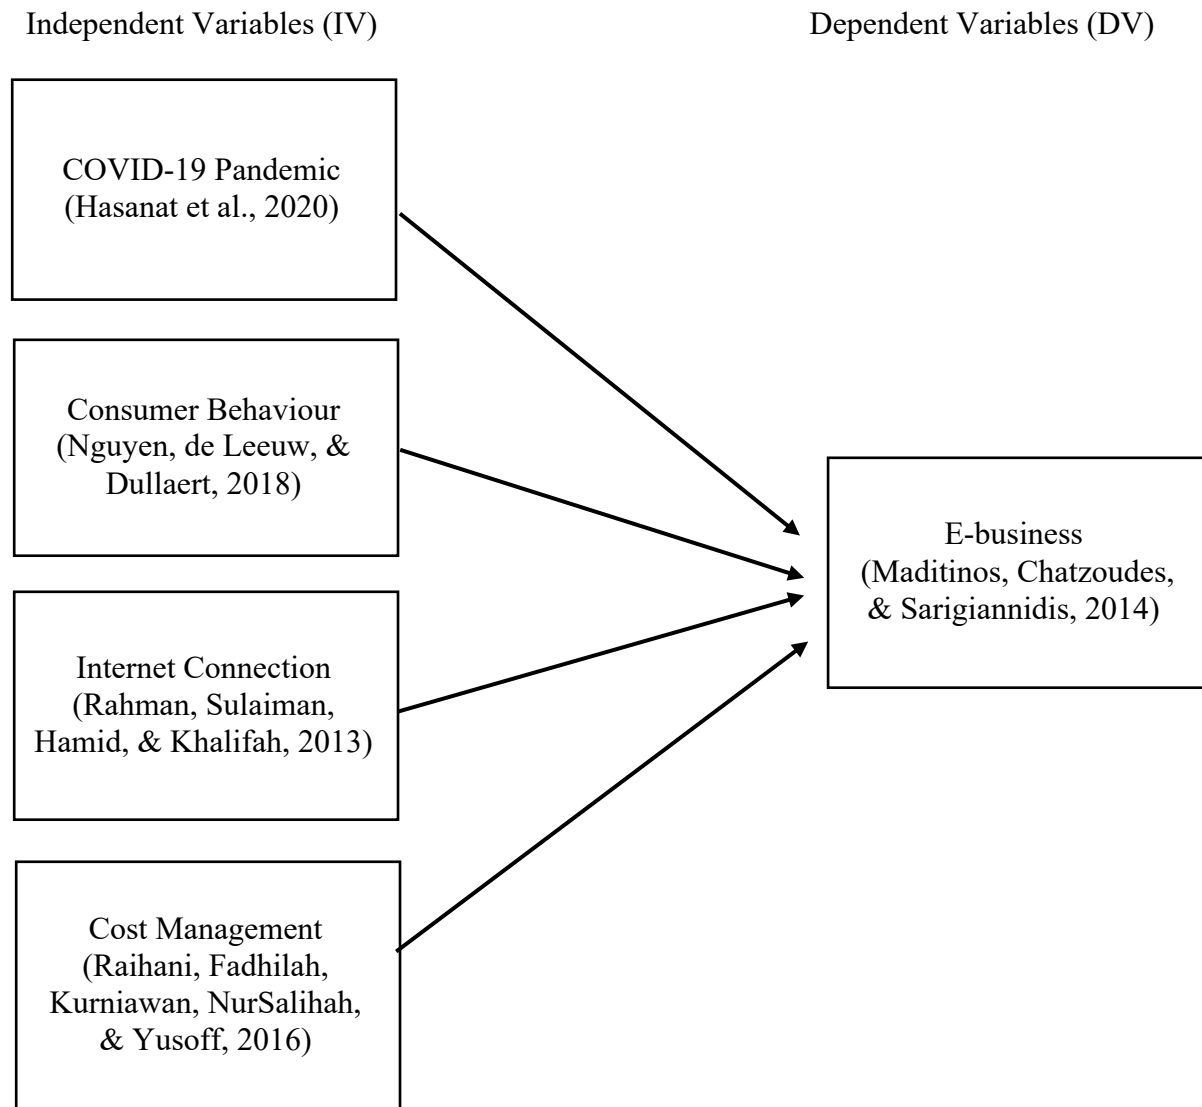 Independent Variables (IV)
Dependent Variables (DV)
COVID-19 Pandemic
(Hasanat et al., 2020)
Consumer Behaviour
(Nguyen, de Leeuw, &
Dullaert, 2018)
Internet Connection
(Rahman, Sulaiman,
Hamid, & Khalifah, 2013)
Cost Management
(Raihani, Fadhilah,
Kurniawan, NurSalihah,
& Yusoff, 2016)
E-business
(Maditinos, Chatzoudes,
& Sarigiannidis, 2014)